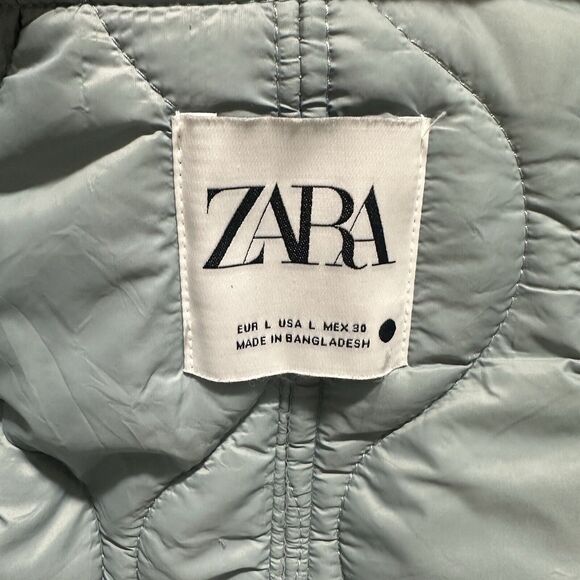 ZARA
EUR L USA L MEX 30
MADE IN BANGLADESH